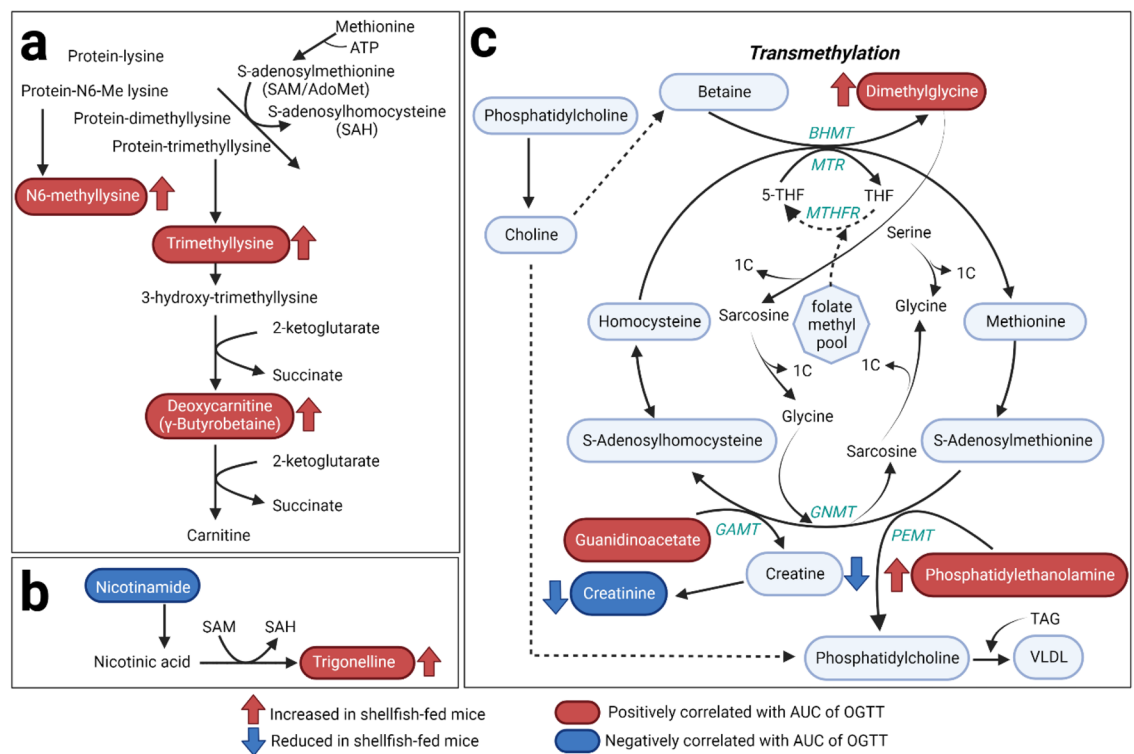 a
Methionine
ATP
Protein-lysine
S-adenosylmethionine
(SAM/AdoMet)
Protein-N6-Me lysine
S-adenosylhomocysteine
(SAH)
Protein-dimethyllysine
Protein-trimethyllysine
N6-methyllysine
Trimethyllysine
3-hydroxy-trimethyllysine
2-ketoglutarate
Succinate
Deoxycarnitine
(γ-Butyrobetaine)
2-ketoglutarate
Succinate
Carnitine
b
Nicotinamide
SAM
SAH
Nicotinic acid
Trigonelline
c
Transmethylation
Betaine
Dimethylglycine
Phosphatidylcholine
BHMT
MTR
5-THF
THF
MTHFR
Choline
Serine
1C
1C
Homocysteine
Sarcosine
folate
methyl
pool
Glycine
Methionine
1C
1C
Glycine
S-Adenosylhomocysteine
Sarcosine
S-Adenosylmethionine
GNMT
Guanidinoacetate
GAMT
PEMT
Creatinine
Creatine
Phosphatidylethanolamine
TAG
Phosphatidylcholine
VLDL
Increased in shellfish-fed mice
Reduced in shellfish-fed mice
Positively correlated with AUC of OGTT
Negatively correlated with AUC of OGTT